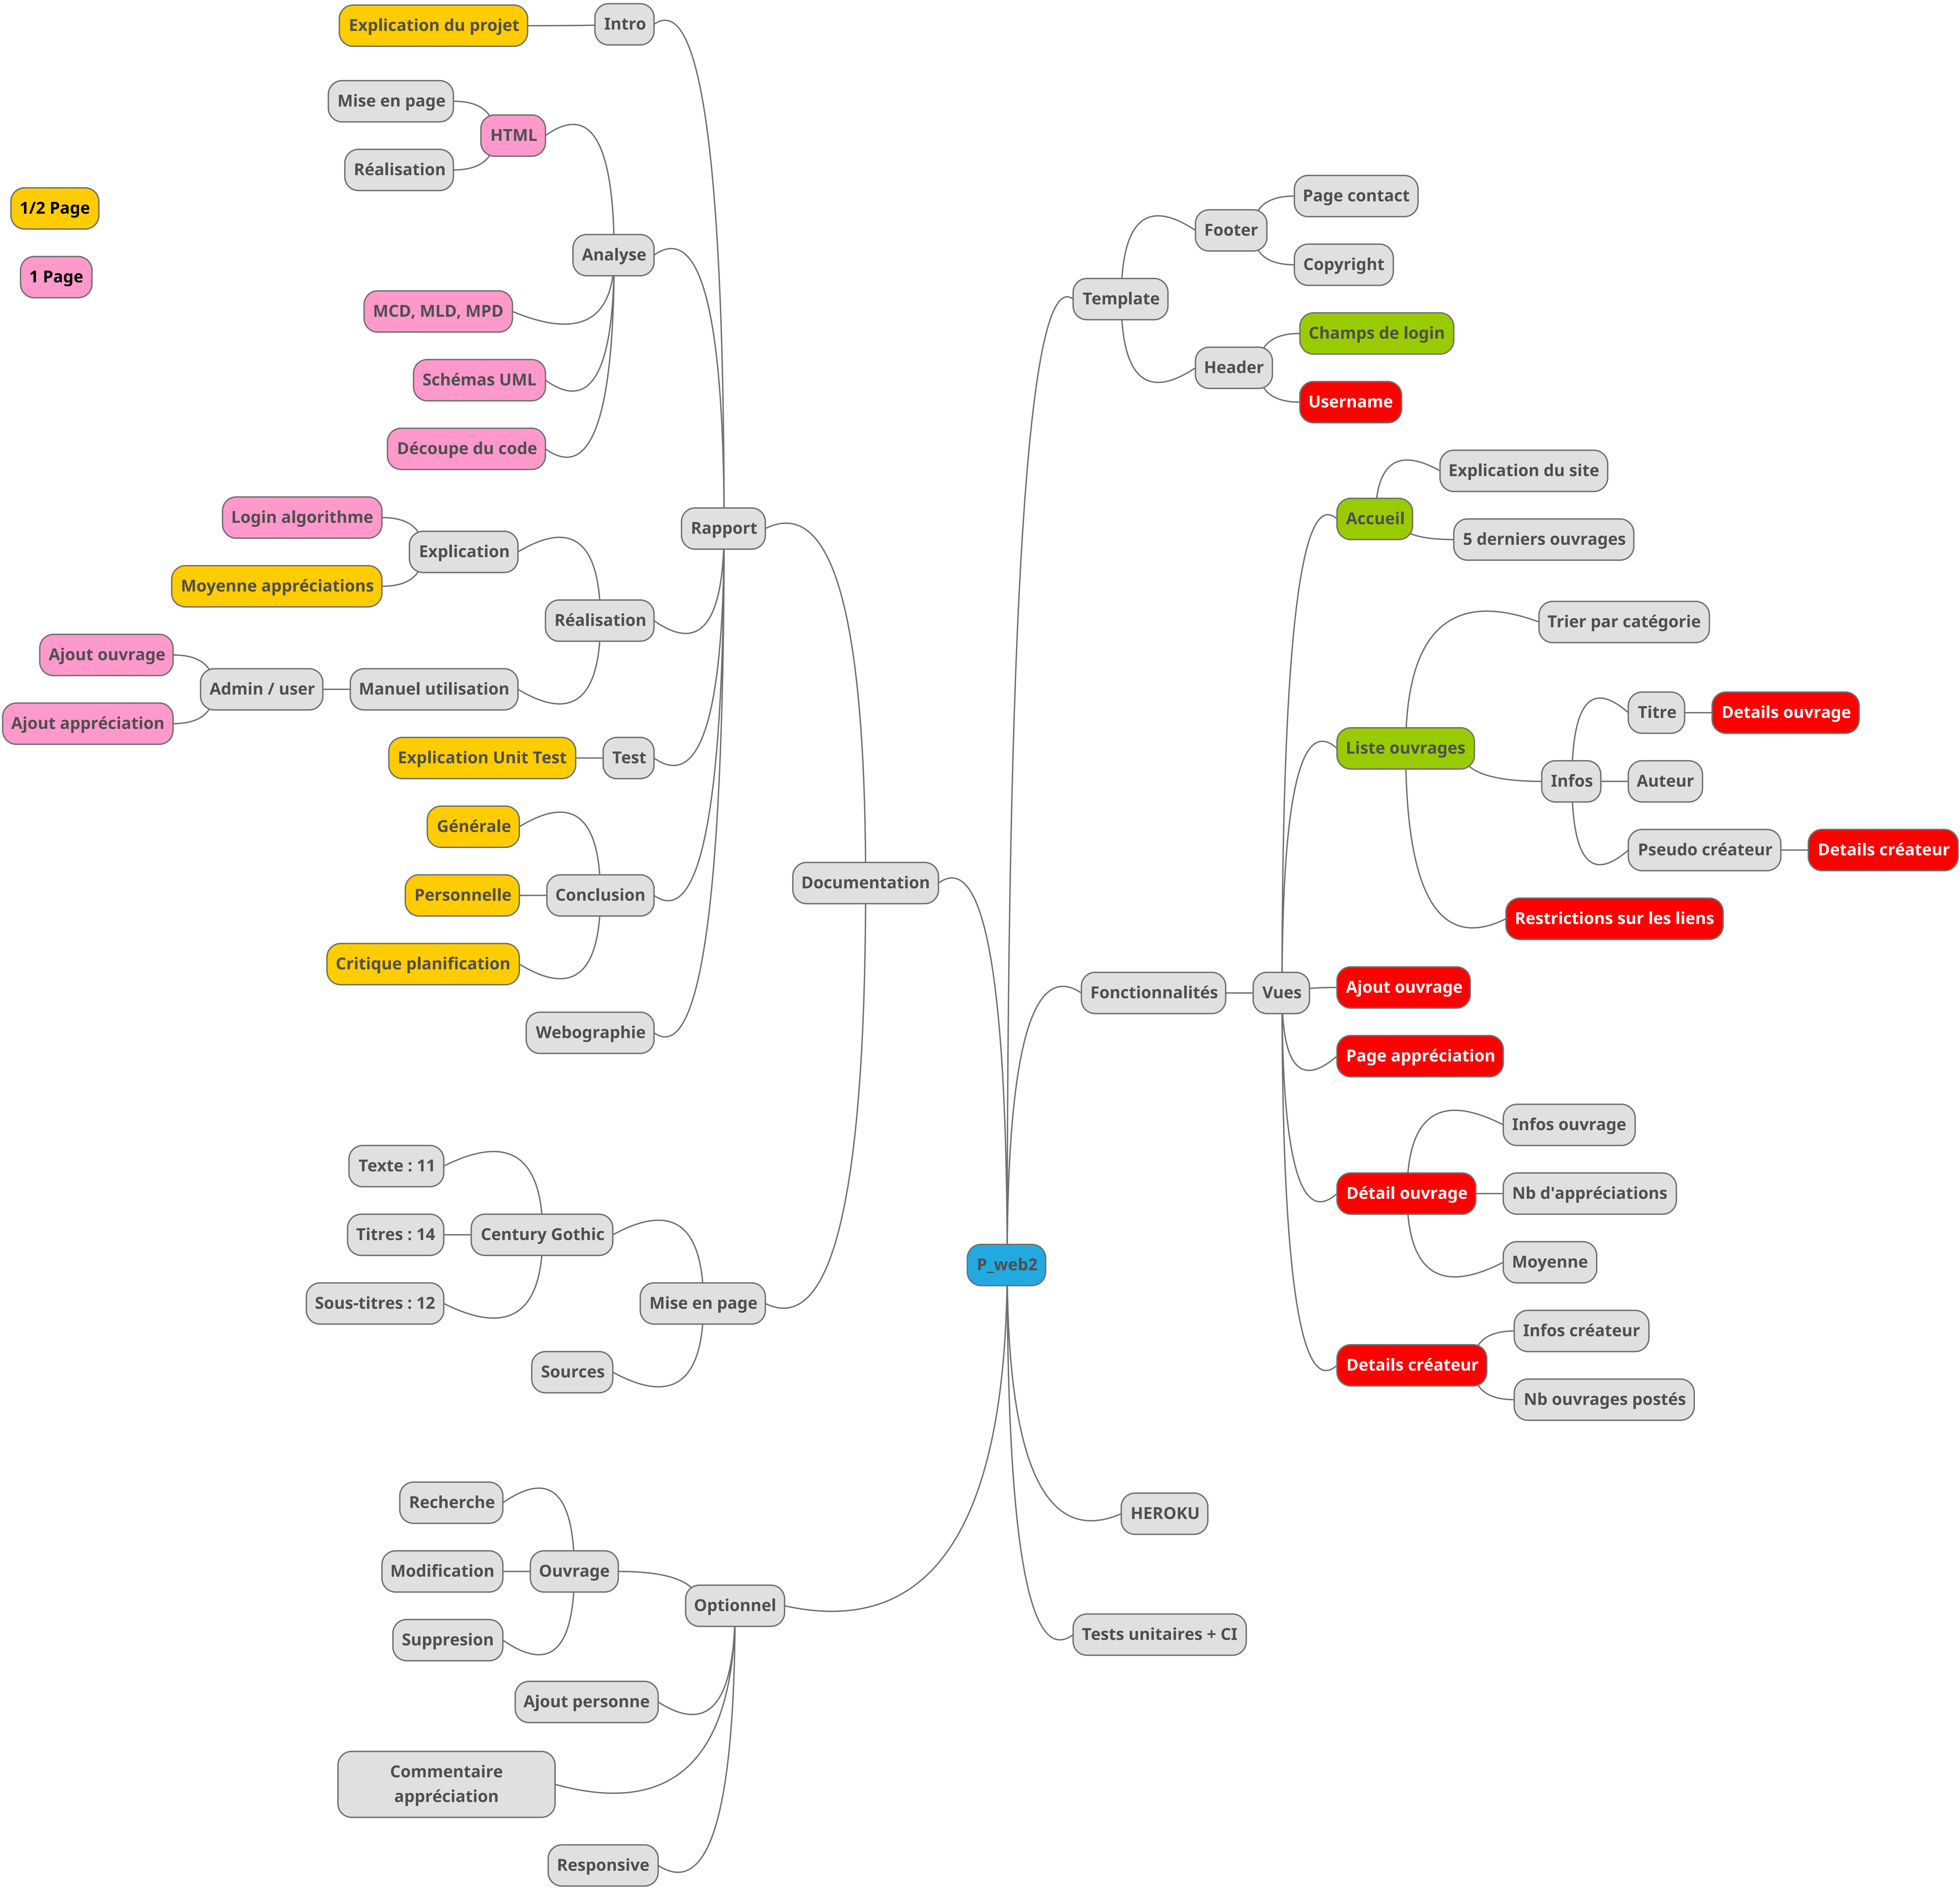 Explication du projet
Intro
Mise en page
HTML
Réalisation
1/2 Page
1 Page
Analyse
MCD, MLD, MPD
Schémas UML
Découpe du code
Login algorithme
Explication
Moyenne appréciations
Rapport
Réalisation
Ajout ouvrage
Admin / user
Manuel utilisation
Ajout appréciation
Explication Unit Test
Test
Générale
Personnelle
Conclusion
Critique planification
Webographie
Documentation
Texte : 11
Titres : 14
Century Gothic
Sous-titres : 12
Mise en page
Sources
P_web2
Recherche
Modification
Ouvrage
Suppresion
Optionnel
Ajout personne
Commentaire
appréciation
Responsive
Template
Footer
Page contact
Copyright
Header
Champs de login
Username
Fonctionnalités
Vues
Accueil
Explication du site
5 derniers ouvrages
Liste ouvrages
Trier par catégorie
Infos
Titre
Details ouvrage
Auteur
Pseudo créateur
Details créateur
Restrictions sur les liens
Ajout ouvrage
Page appréciation
Détail ouvrage
Infos ouvrage
Nb d'appréciations
Moyenne
Details créateur
Infos créateur
Nb ouvrages postés
HEROKU
Tests unitaires + CI